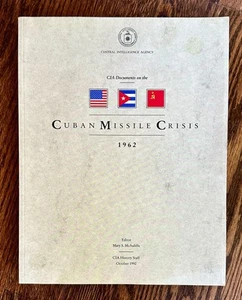 CENTRAL INTELLIGENCE AGENCY
CIA Documents on the
CUBAN MISSILE CRISIS
1962
Editor
Mary S. McAuliffe
CIA History Staff
October 1992